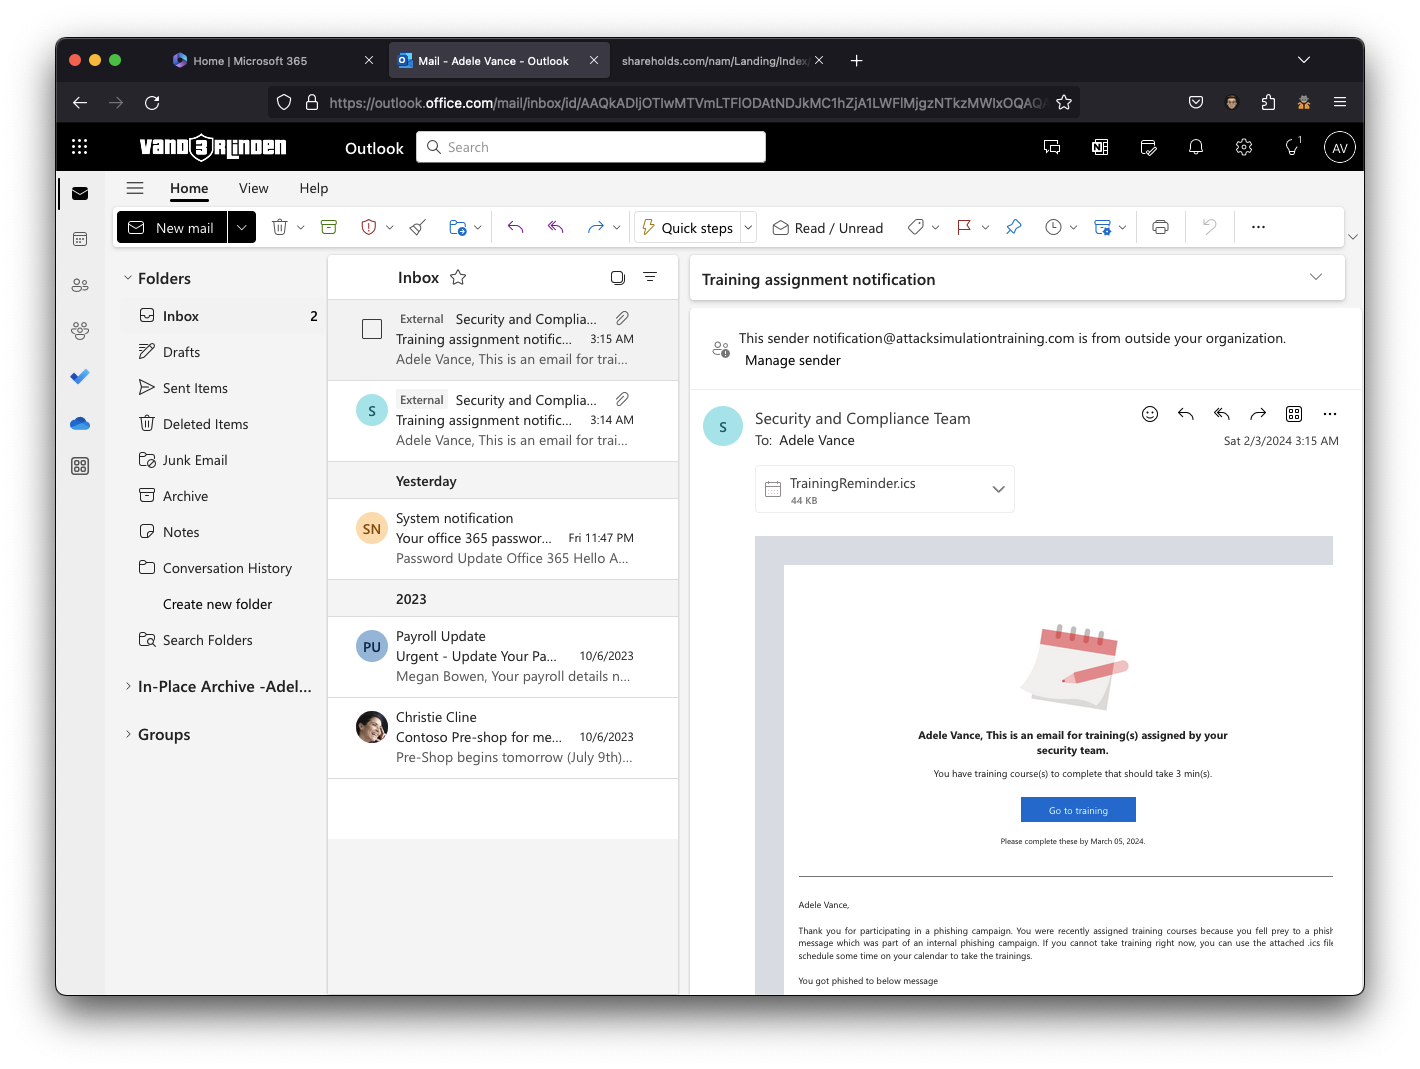 Home | Microsoft 365
Mail - Adele Vance - Outlook
shareholds.com/nam/Landing/Index/
https://outlook.office.com/mail/inbox/id/AAQkADljOTIwMTVmLTFlODAtNDJkMC1hZjA1LWFlMjgzNTkzMWIxOQAQA
VAND3RLINDEN
Outlook
Search
1
AV
Home
View
Help
New mail
Quick steps
Read / Unread
Folders
Inbox
2
Drafts
Sent Items
Deleted Items
Junk Email
Archive
Notes
Conversation History
Create new folder
Search Folders
In-Place Archive -Adel...
Groups
Inbox
External Security and Complia...
Training assignment notific... 3:15 AM
Adele Vance, This is an email for trai...
S
External Security and Complia...
Training assignment notific... 3:14 AM
Adele Vance, This is an email for trai...
Yesterday
SN
System notification
Your office 365 passwor... Fri 11:47 PM
Password Update Office 365 Hello A...
2023
PU
Payroll Update
Urgent - Update Your Pa... 10/6/2023
Megan Bowen, Your payroll details n...
Christie Cline
Contoso Pre-shop for me... 10/6/2023
Pre-Shop begins tomorrow (July 9th)...
Training assignment notification
This sender notification@attacksimulationtraining.com is from outside your organization.
Manage sender
S
Security and Compliance Team
To: Adele Vance
Sat 2/3/2024 3:15 AM
TrainingReminder.ics
44 KB
Adele Vance, This is an email for training(s) assigned by your
security team.
You have training course(s) to complete that should take 3 min(s).
Go to training
Please complete these by March 05, 2024.
Adele Vance,
Thank you for participating in a phishing campaign. You were recently assigned training courses because you fell prey to a phish
message which was part of an internal phishing campaign. If you cannot take training right now, you can use the attached .ics file
schedule some time on your calendar to take the trainings.
You got phished to below message